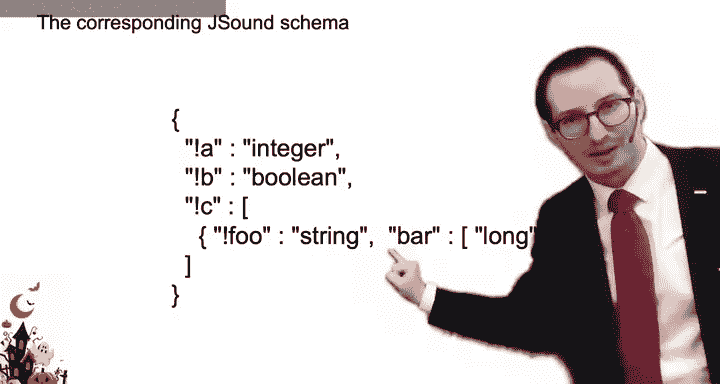 The corresponding JSound schema
{
"!a" : "integer",
"!b" : "boolean",
"!c" : [
{ "!foo" : "string", "bar" : [ "long"
]
}